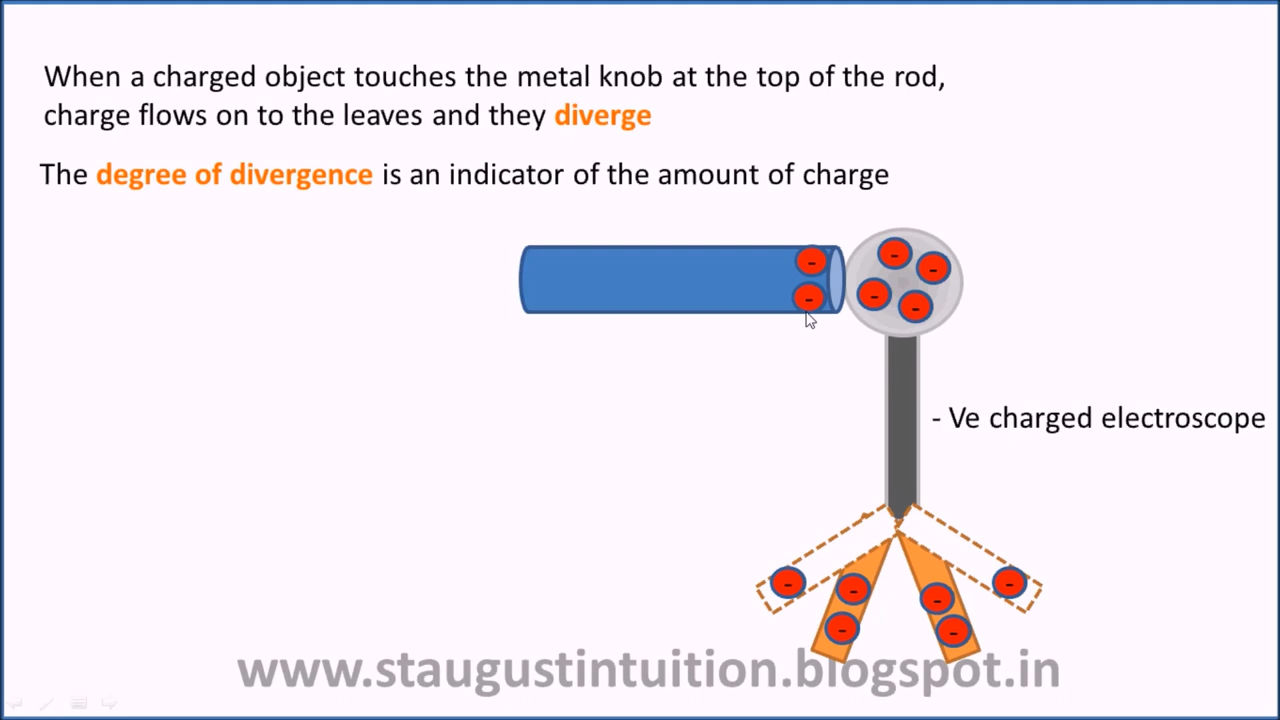 When a charged object touches the metal knob at the top of the rod,
charge flows on to the leaves and they diverge
The degree of divergence is an indicator of the amount of charge
- - - -
- -
- Ve charged electroscope
- - - - - -
www.staugustintuition.blogspot.in